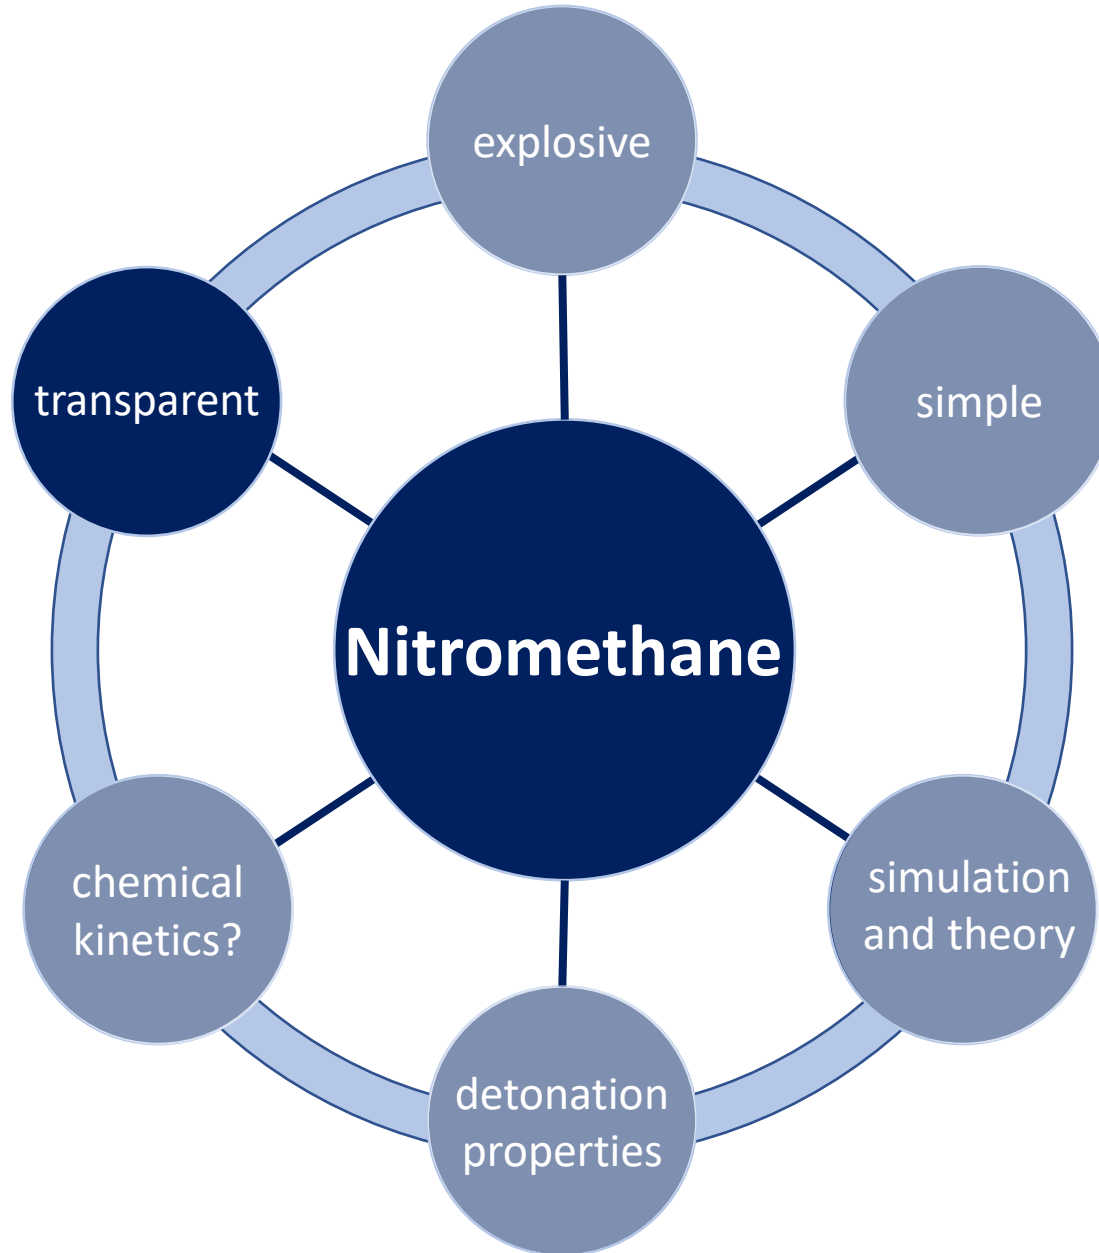 explosive
transparent
simple
Nitromethane
chemical
kinetics?
simulation
and theory
detonation
properties